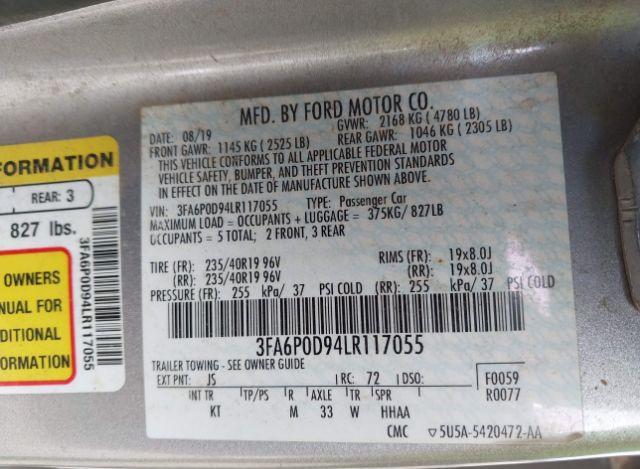 FORMATION
REAR: 3
827 lbs.
OWNERS
NUAL FOR
DITIONAL
FORMATION
3FA6P0D94LR117055
MFD. BY FORD MOTOR CO.
DATE: 08/19 GVWR: 2168 KG ( 4780 LB)
FRONT GAWR: 1145 KG ( 2525 LB) REAR GAWR: 1046 KG ( 2305 LB)
THIS VEHICLE CONFORMS TO ALL APPLICABLE FEDERAL MOTOR
VEHICLE SAFETY, BUMPER, AND THEFT PREVENTION STANDARDS
IN EFFECT ON THE DATE OF MANUFACTURE SHOWN ABOVE.
VIN: 3FA6P0D94LR117055 TYPE: Passenger Car
MAXIMUM LOAD = OCCUPANTS + LUGGAGE = 375KG/ 827LB
OCCUPANTS = 5 TOTAL; 2 FRONT, 3 REAR
TIRE (FR): 235/40R19 96V RIMS (FR): 19x8.0J
(RR): 235/40R19 96V (RR): 19x8.0J
PRESSURE (FR): 255 kPa/ 37 PSI COLD (RR): 255 kPa/ 37 PSI COLD
3FA6P0D94LR117055
TRAILER TOWING - SEE OWNER GUIDE
EXT PNT: JS RC: 72 DSO: F0059
INT TR TP/PS R AXLE TR SPR R0077
KT M 33 W HHAA
CMC ▽5U5A-5420472-AA